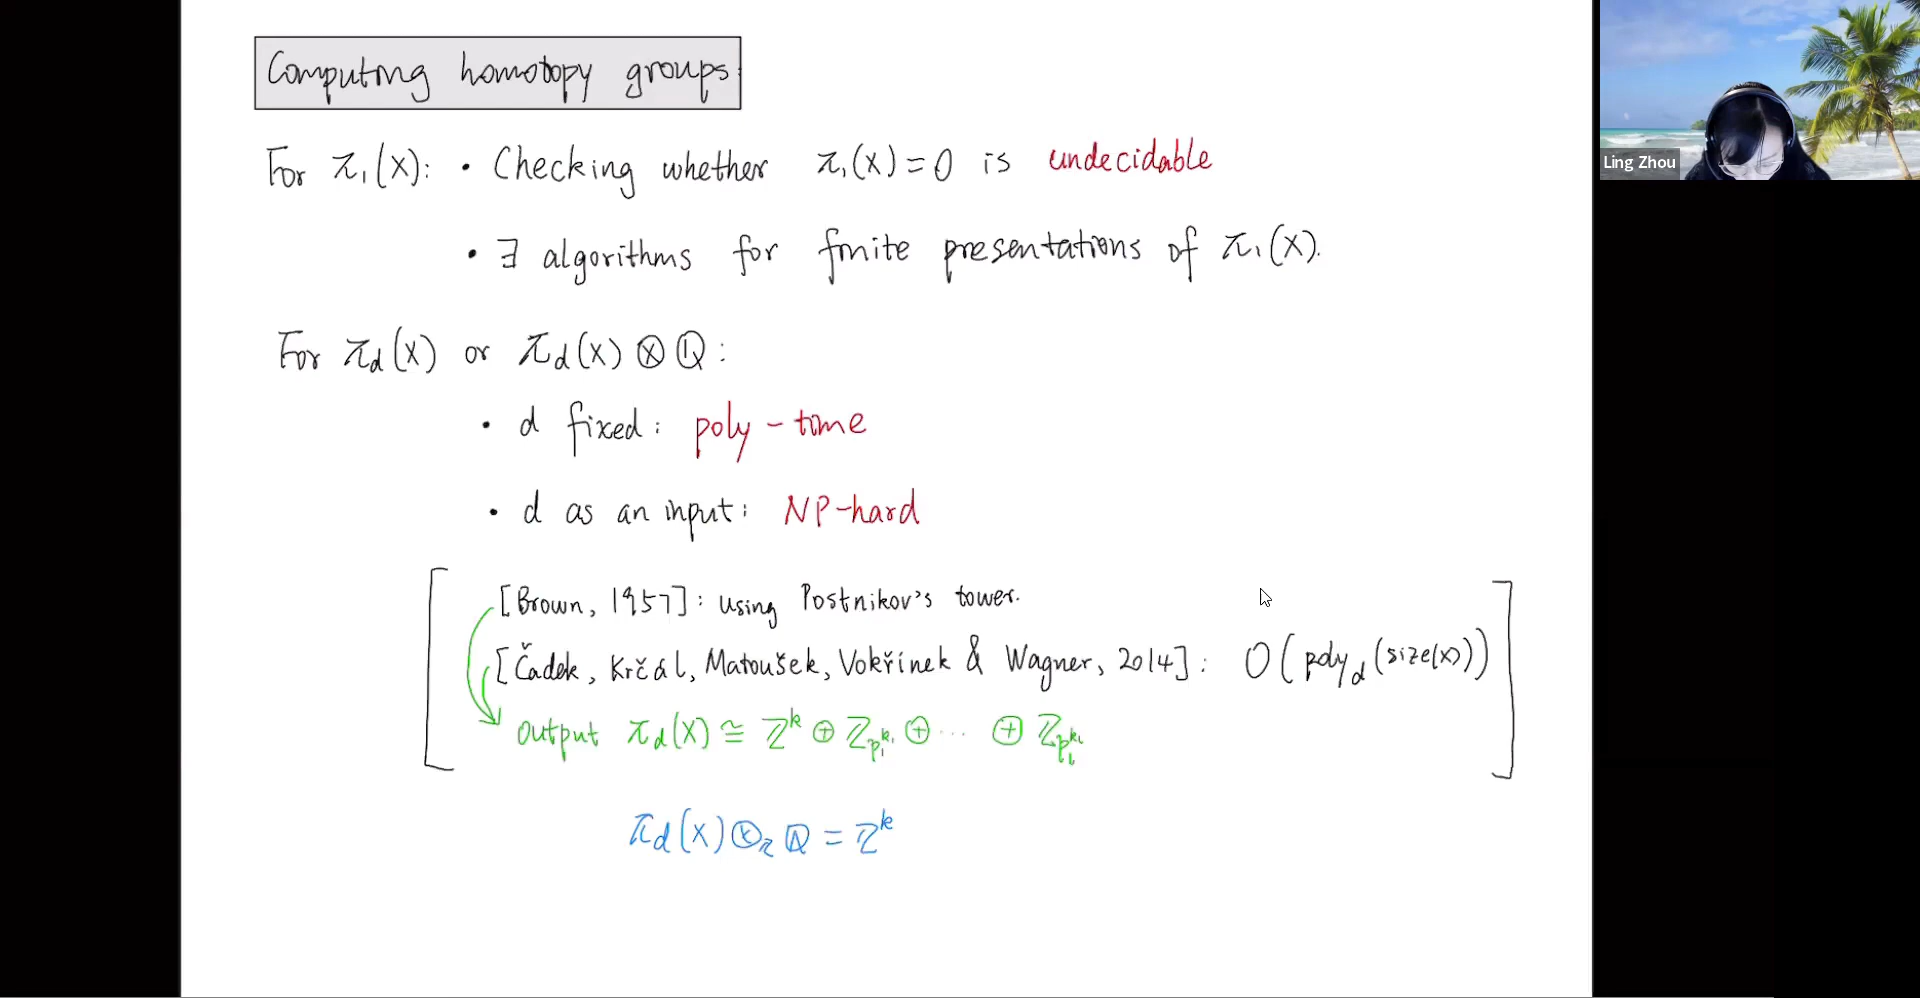 Computing homotopy groups:
For π₁(X): • Checking whether π₁(X) = 0 is undecidable
• ∃ algorithms for finite presentations of π₁(X).
For π_d(X) or π_d(X) ⊗ ℚ:
• d fixed: poly-time
• d as an input: NP-hard
[Brown, 1957]: using Postnikov's tower.
[Čadek, Krčál, Matoušek, Vokřínek & Wagner, 2014]: O(poly_d(size(X)))
Output π_d(X) ≅ ℤ^k ⊕ ℤ_{p₁^{k₁}} ⊕ ··· ⊕ ℤ_{p_l^{k_l}}
π_d(X) ⊗_ℤ ℚ = ℤ^k
Ling Zhou